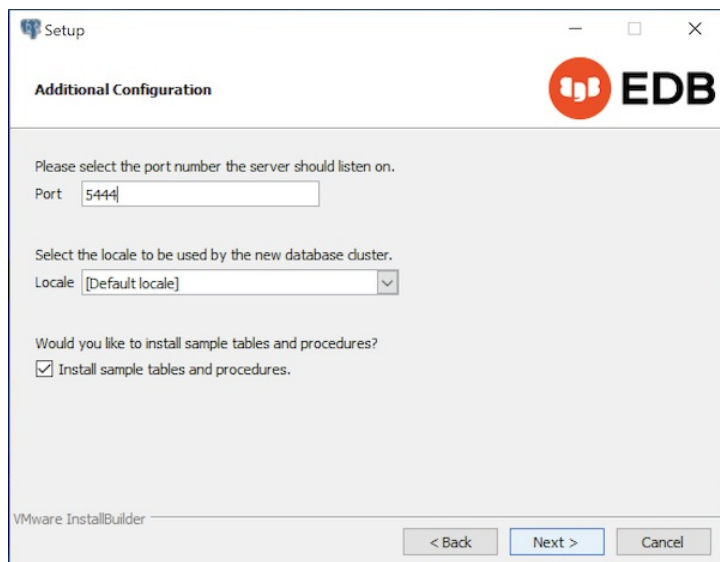 Setup
Additional Configuration
EDB
Please select the port number the server should listen on.
Port 5444
Select the locale to be used by the new database cluster.
Locale [Default locale]
Would you like to install sample tables and procedures?
Install sample tables and procedures.
VMware InstallBuilder
< Back Next > Cancel